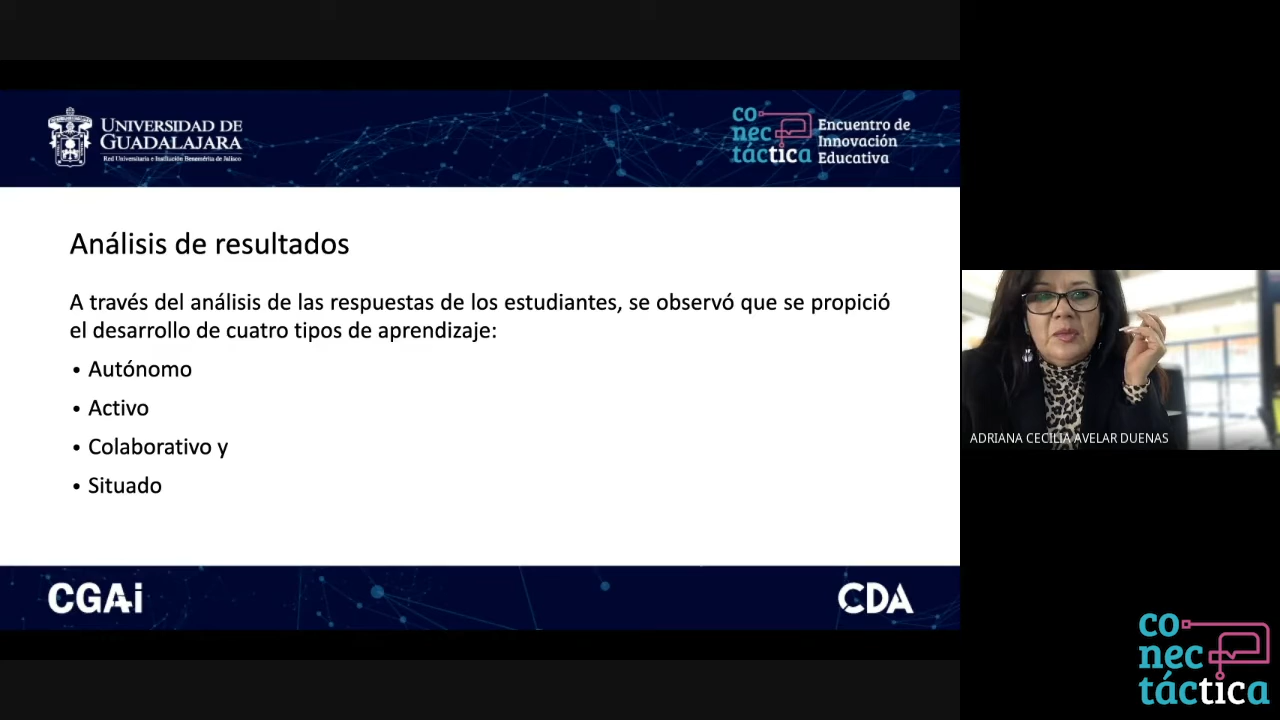 UNIVERSIDAD DE
GUADALAJARA
Red Universitaria e Institución Benemérita de Jalisco
co
nec
táctica
Encuentro de
Innovación
Educativa
Análisis de resultados
A través del análisis de las respuestas de los estudiantes, se observó que se propició
el desarrollo de cuatro tipos de aprendizaje:
• Autónomo
• Activo
• Colaborativo y
• Situado
ADRIANA CECILIA AVELAR DUENAS
CGAi
CDA
co
nec
táctica